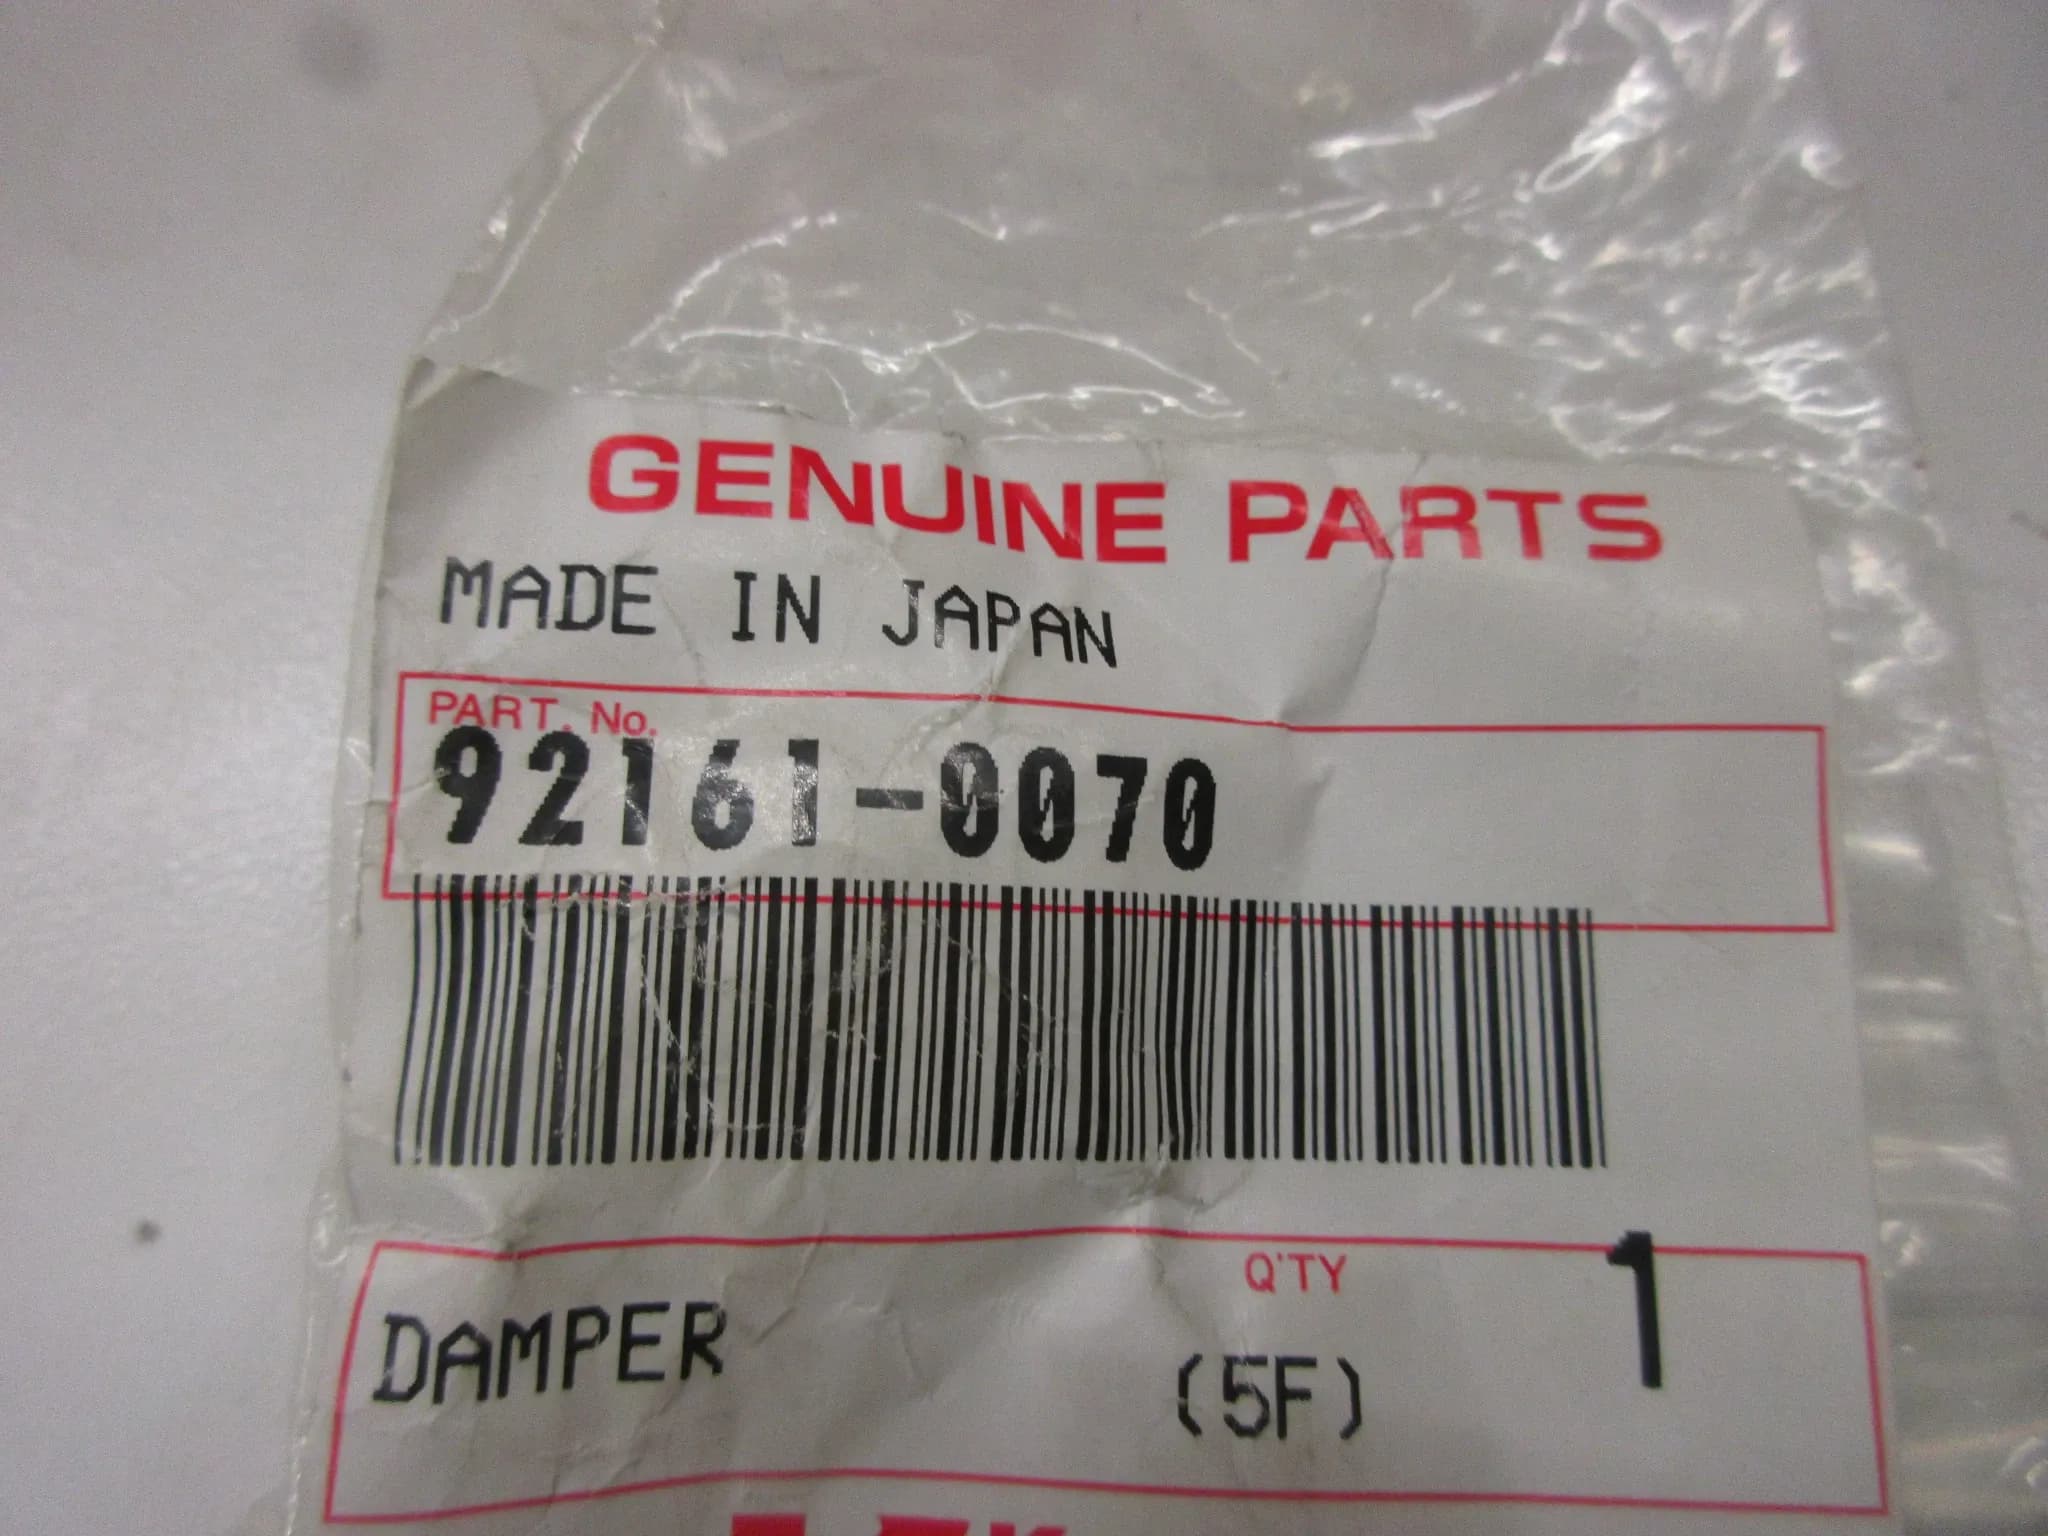 GENUINE PARTS
MADE IN JAPAN
PART. No.
92161-0070
Q'TY 1
DAMPER (5F)